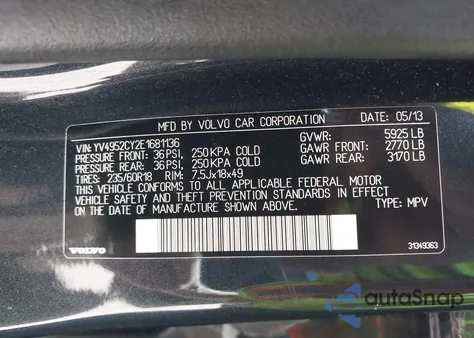 MFD BY VOLVO CAR CORPORATION DATE: 05/13
VIN: YV4952CY2E1681136 GVWR: 5925 LB
PRESSURE FRONT: 36 PSI, 250 KPA COLD GAWR FRONT: 2770 LB
PRESSURE REAR: 36 PSI, 250 KPA COLD GAWR REAR: 3170 LB
TIRES: 235/60R18 RIM: 7.5Jx18x49
THIS VEHICLE CONFORMS TO ALL APPLICABLE FEDERAL MOTOR
VEHICLE SAFETY AND THEFT PREVENTION STANDARDS IN EFFECT ON THE
DATE OF MANUFACTURE SHOWN ABOVE. TYPE: MPV
VOLVO 31349363
autoSnap